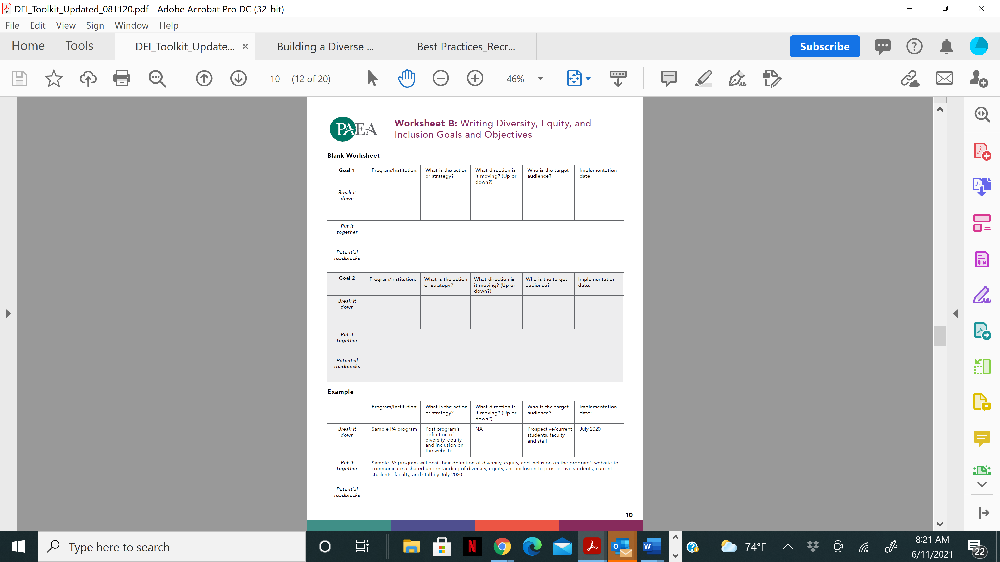 DEI_Toolkit_Updated_081120.pdf - Adobe Acrobat Pro DC (32-bit)
File Edit View Sign Window Help
Home Tools DEI_Toolkit_Update... Building a Diverse ... Best Practices_Recr... Subscribe
10 (12 of 20) 46%
PAEA
Worksheet B: Writing Diversity, Equity, and
Inclusion Goals and Objectives
Blank Worksheet
Goal 1
Program/Institution:
What is the action
or strategy?
What direction is
it moving? (Up or
down?)
Who is the target
audience?
Implementation
date:
Break it
down
Put it
together
Potential
roadblocks
Goal 2
Program/Institution:
What is the action
or strategy?
What direction is
it moving? (Up or
down?)
Who is the target
audience?
Implementation
date:
Break it
down
Put it
together
Potential
roadblocks
Example
Program/Institution:
What is the action
or strategy?
What direction is
it moving? (Up or
down?)
Who is the target
audience?
Implementation
date:
Break it
down
Sample PA program
Post program's
definition of
diversity, equity,
and inclusion on
the website
NA
Prospective/current
students, faculty,
and staff
July 2020
Put it
together
Sample PA program will post their definition of diversity, equity, and inclusion on the program's website to
communicate a shared understanding of diversity, equity, and inclusion to prospective students, current
students, faculty, and staff by July 2020.
Potential
roadblocks
10
Type here to search
74°F
8:21 AM
6/11/2021
22